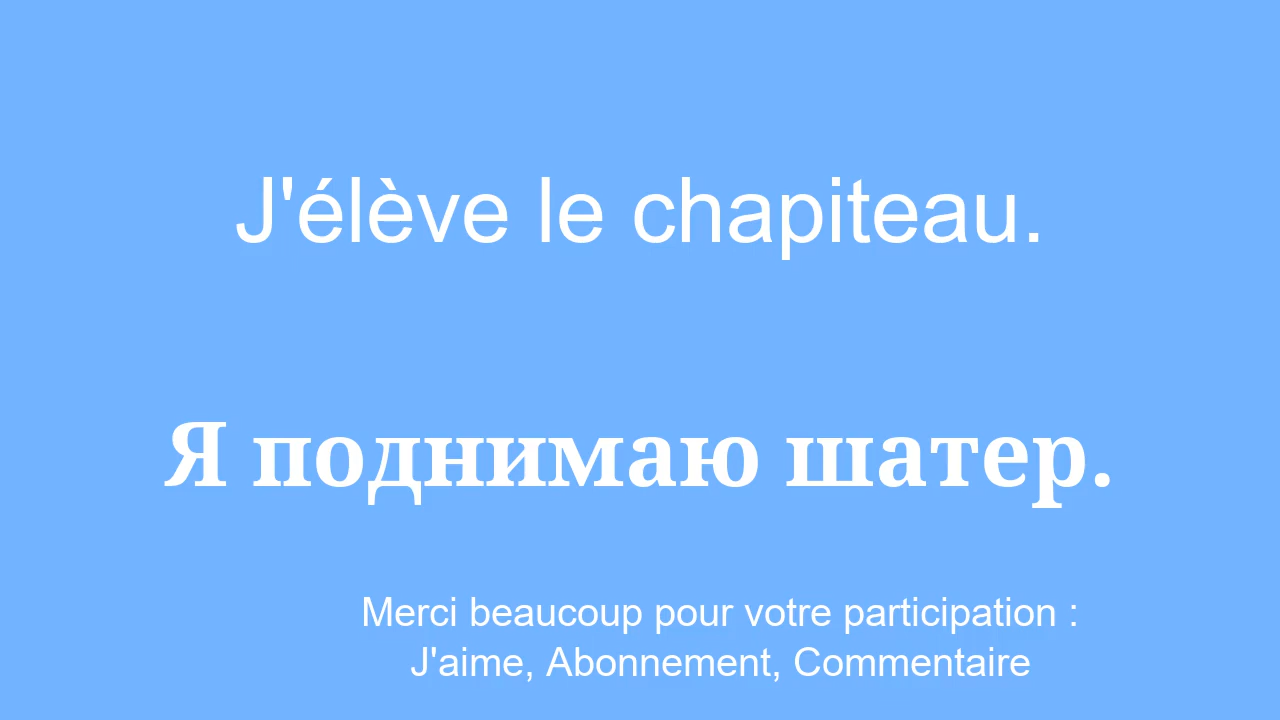 J'élève le chapiteau.
Я поднимаю шатер.
Merci beaucoup pour votre participation :
J'aime, Abonnement, Commentaire